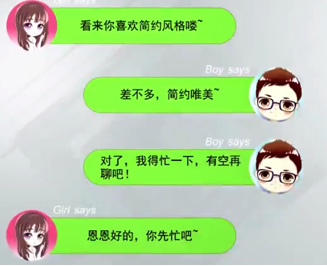 Girl says
看来你喜欢简约风格喽~
Boy says
差不多，简约唯美~
Boy says
对了，我得忙一下，有空再
聊吧！
Girl says
恩恩好的，你先忙吧~